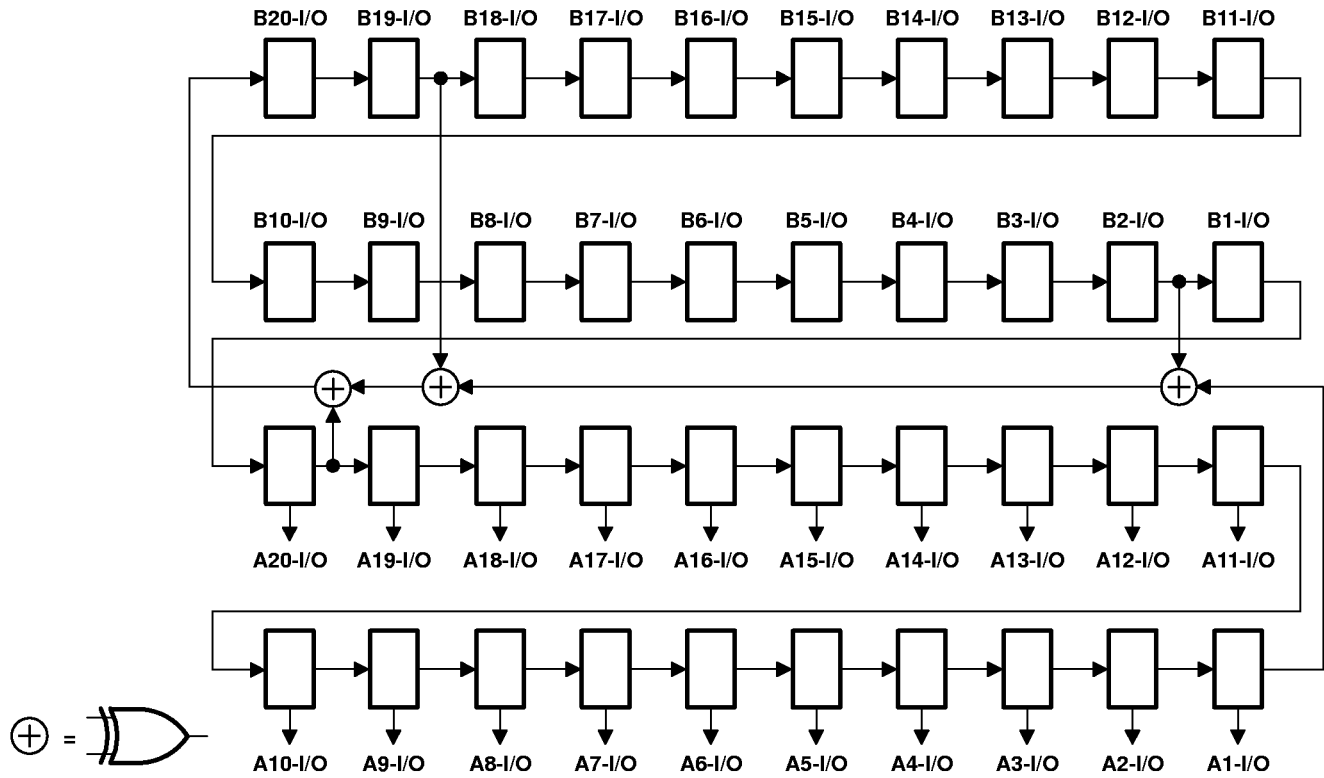 B20-I/O B19-I/O B18-I/O B17-I/O B16-I/O B15-I/O B14-I/O B13-I/O B12-I/O B11-I/O
B10-I/O B9-I/O B8-I/O B7-I/O B6-I/O B5-I/O B4-I/O B3-I/O B2-I/O B1-I/O
A20-I/O A19-I/O A18-I/O A17-I/O A16-I/O A15-I/O A14-I/O A13-I/O A12-I/O A11-I/O
=
A10-I/O A9-I/O A8-I/O A7-I/O A6-I/O A5-I/O A4-I/O A3-I/O A2-I/O A1-I/O